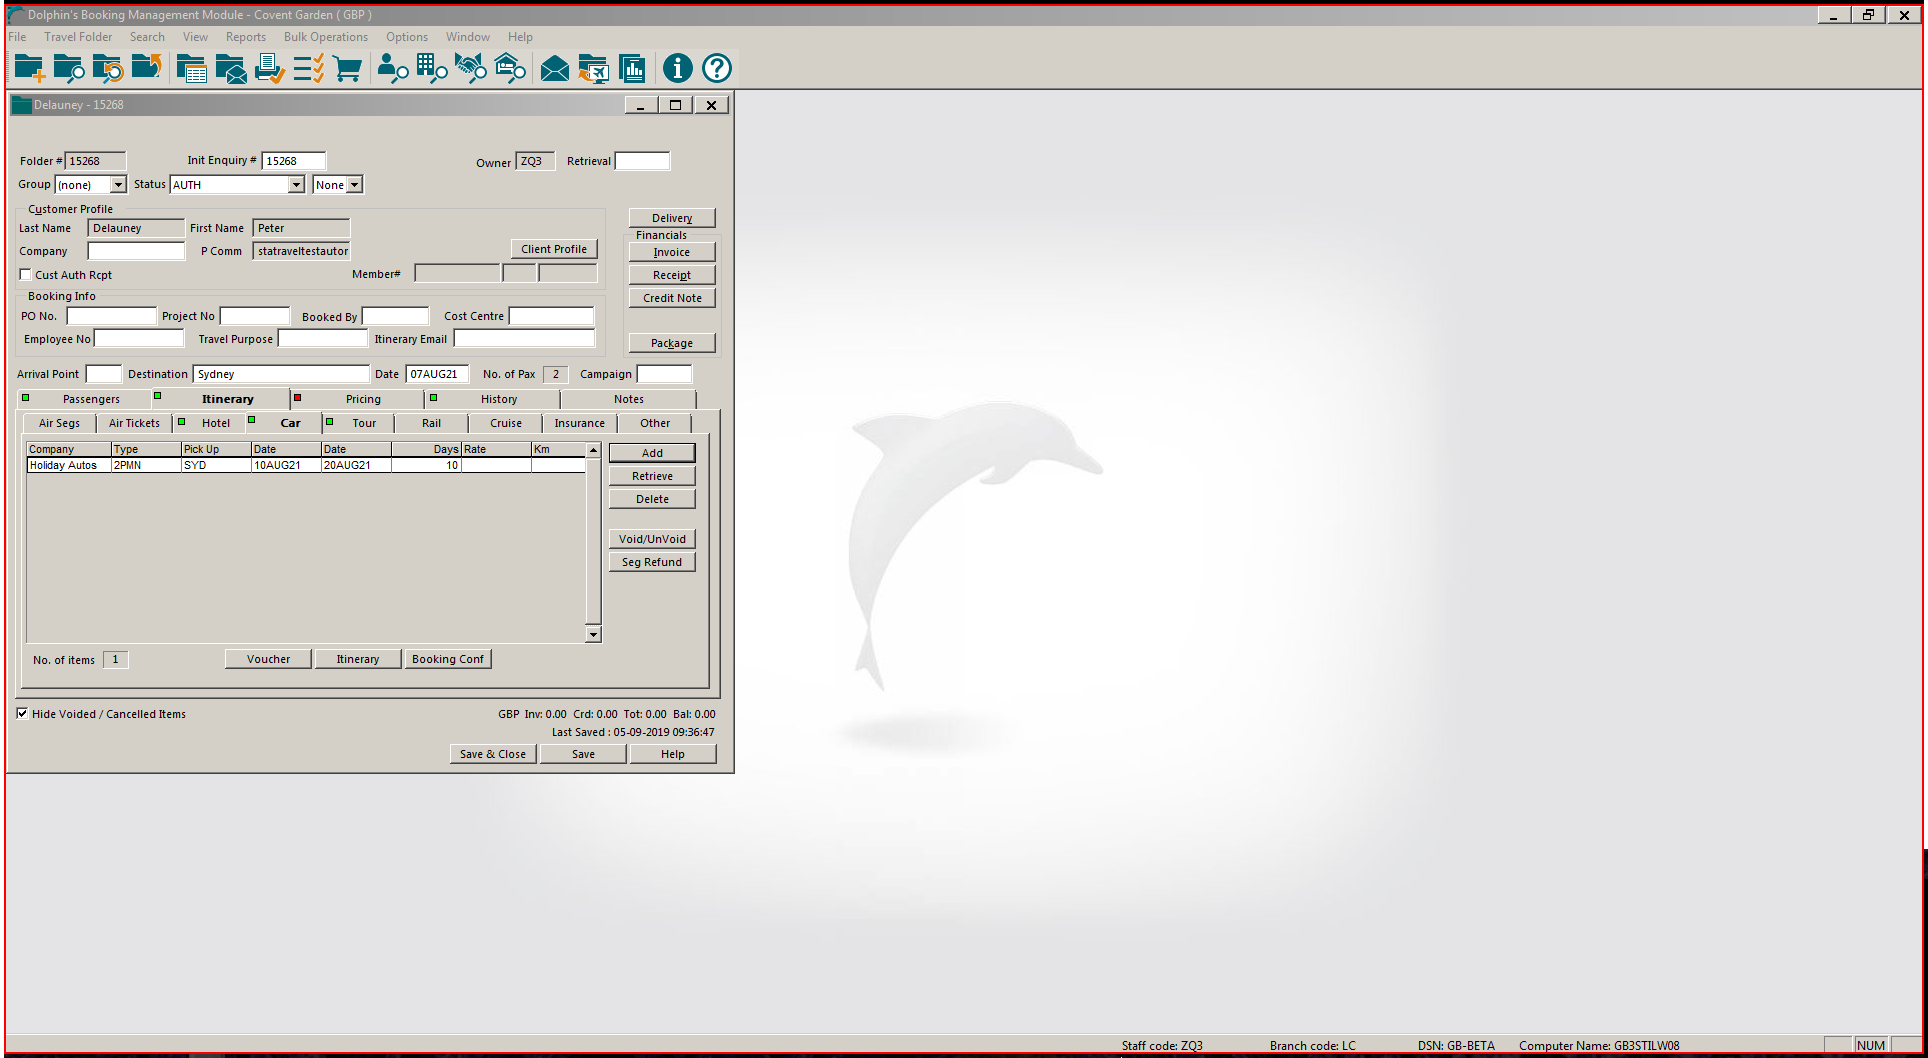 Dolphin's Booking Management Module - Covent Garden ( GBP )
File Travel Folder Search View Reports Bulk Operations Options Window Help
Delauney - 15268
Folder # 15268 Init Enquiry # 15268 Owner ZQ3 Retrieval
Group (none) Status AUTH None
Customer Profile
Last Name Delauney First Name Peter
Company P Comm statraveltestautor Client Profile
Cust Auth Rcpt Member#
Delivery
Financials
Invoice
Receipt
Credit Note
Package
Booking Info
PO No. Project No Booked By Cost Centre
Employee No Travel Purpose Itinerary Email
Arrival Point Destination Sydney Date 07AUG21 No. of Pax 2 Campaign
Passengers Itinerary Pricing History Notes
Air Segs Air Tickets Hotel Car Tour Rail Cruise Insurance Other
Company Type Pick Up Date Date Days Rate Km
Holiday Autos 2PMN SYD 10AUG21 20AUG21 10
Add
Retrieve
Delete
Void/UnVoid
Seg Refund
No. of items 1 Voucher Itinerary Booking Conf
Hide Voided / Cancelled Items GBP Inv: 0.00 Crd: 0.00 Tot: 0.00 Bal: 0.00
Last Saved : 05-09-2019 09:36:47
Save & Close Save Help
Staff code: ZQ3 Branch code: LC DSN: GB-BETA Computer Name: GB3STILW08 NUM